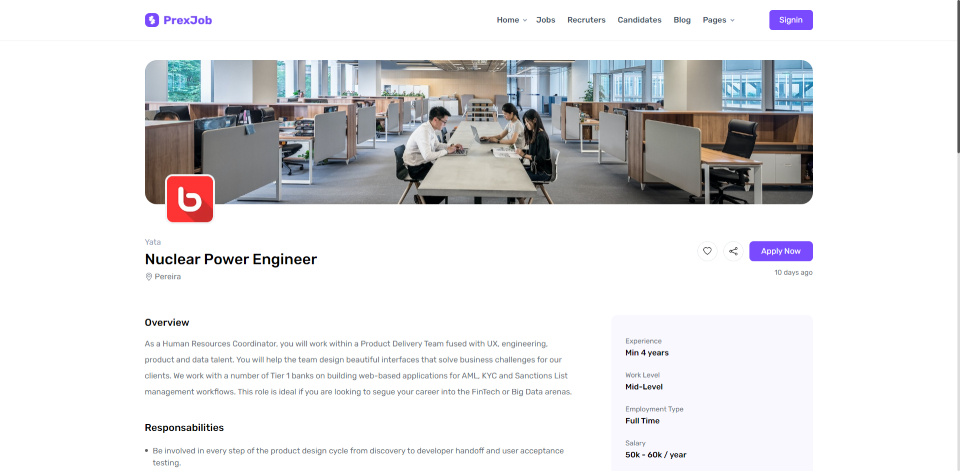 PrexJob
Home Jobs Recruters Candidates Blog Pages Signin
Yata
Nuclear Power Engineer
Pereira
Apply Now
10 days ago
Overview
As a Human Resources Coordinator, you will work within a Product Delivery Team fused with UX, engineering,
product and data talent. You will help the team design beautiful interfaces that solve business challenges for our
clients. We work with a number of Tier 1 banks on building web-based applications for AML, KYC and Sanctions List
management workflows. This role is ideal if you are looking to segue your career into the FinTech or Big Data arenas.
Responsabilities
Be involved in every step of the product design cycle from discovery to developer handoff and user acceptance
testing.
Experience
Min 4 years
Work Level
Mid-Level
Employment Type
Full Time
Salary
50k - 60k / year